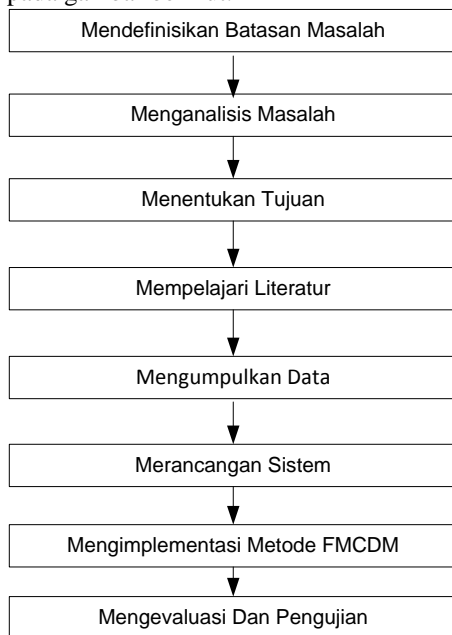 Mendefinisikan Batasan Masalah
Menganalisis Masalah
Menentukan Tujuan
Mempelajari Literatur
Mengumpulkan Data
Merancangan Sistem
Mengimplementasi Metode FMCDM
Mengevaluasi Dan Pengujian